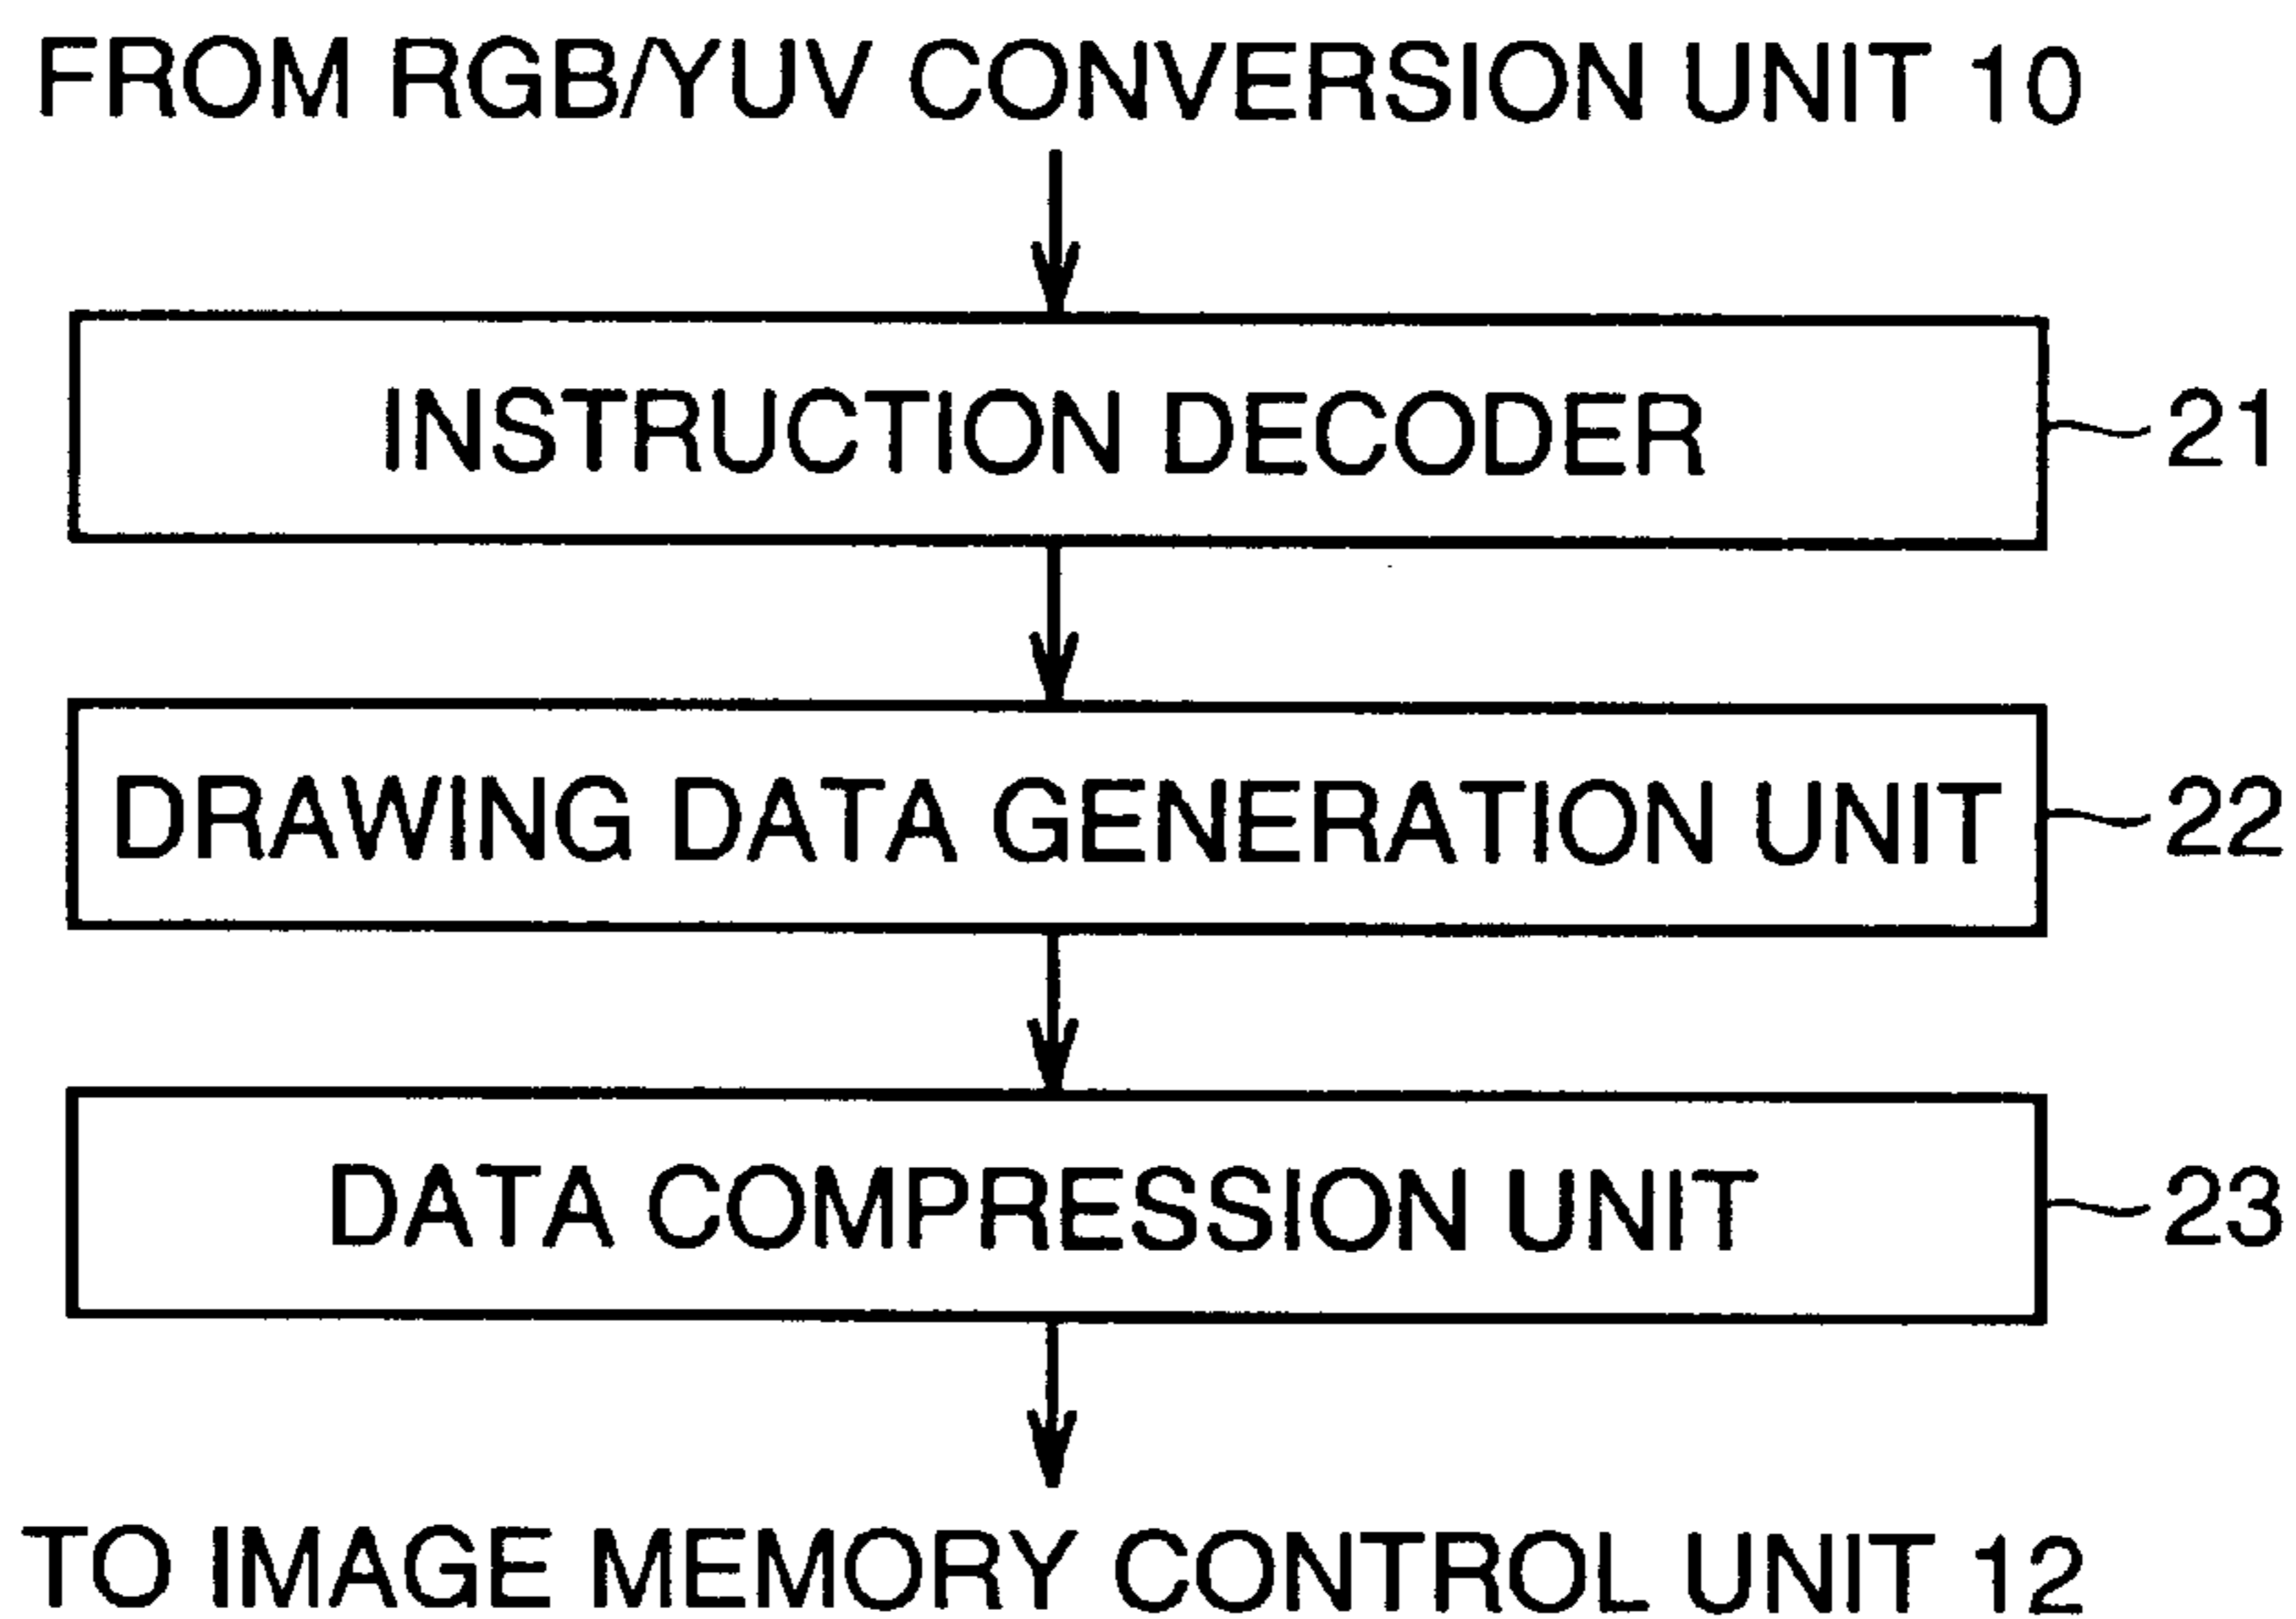 FROM RGB/YUV CONVERSION UNIT 10
INSTRUCTION DECODER
21
DRAWING DATA GENERATION UNIT
22
DATA COMPRESSION UNIT
23
TO IMAGE MEMORY CONTROL UNIT 12